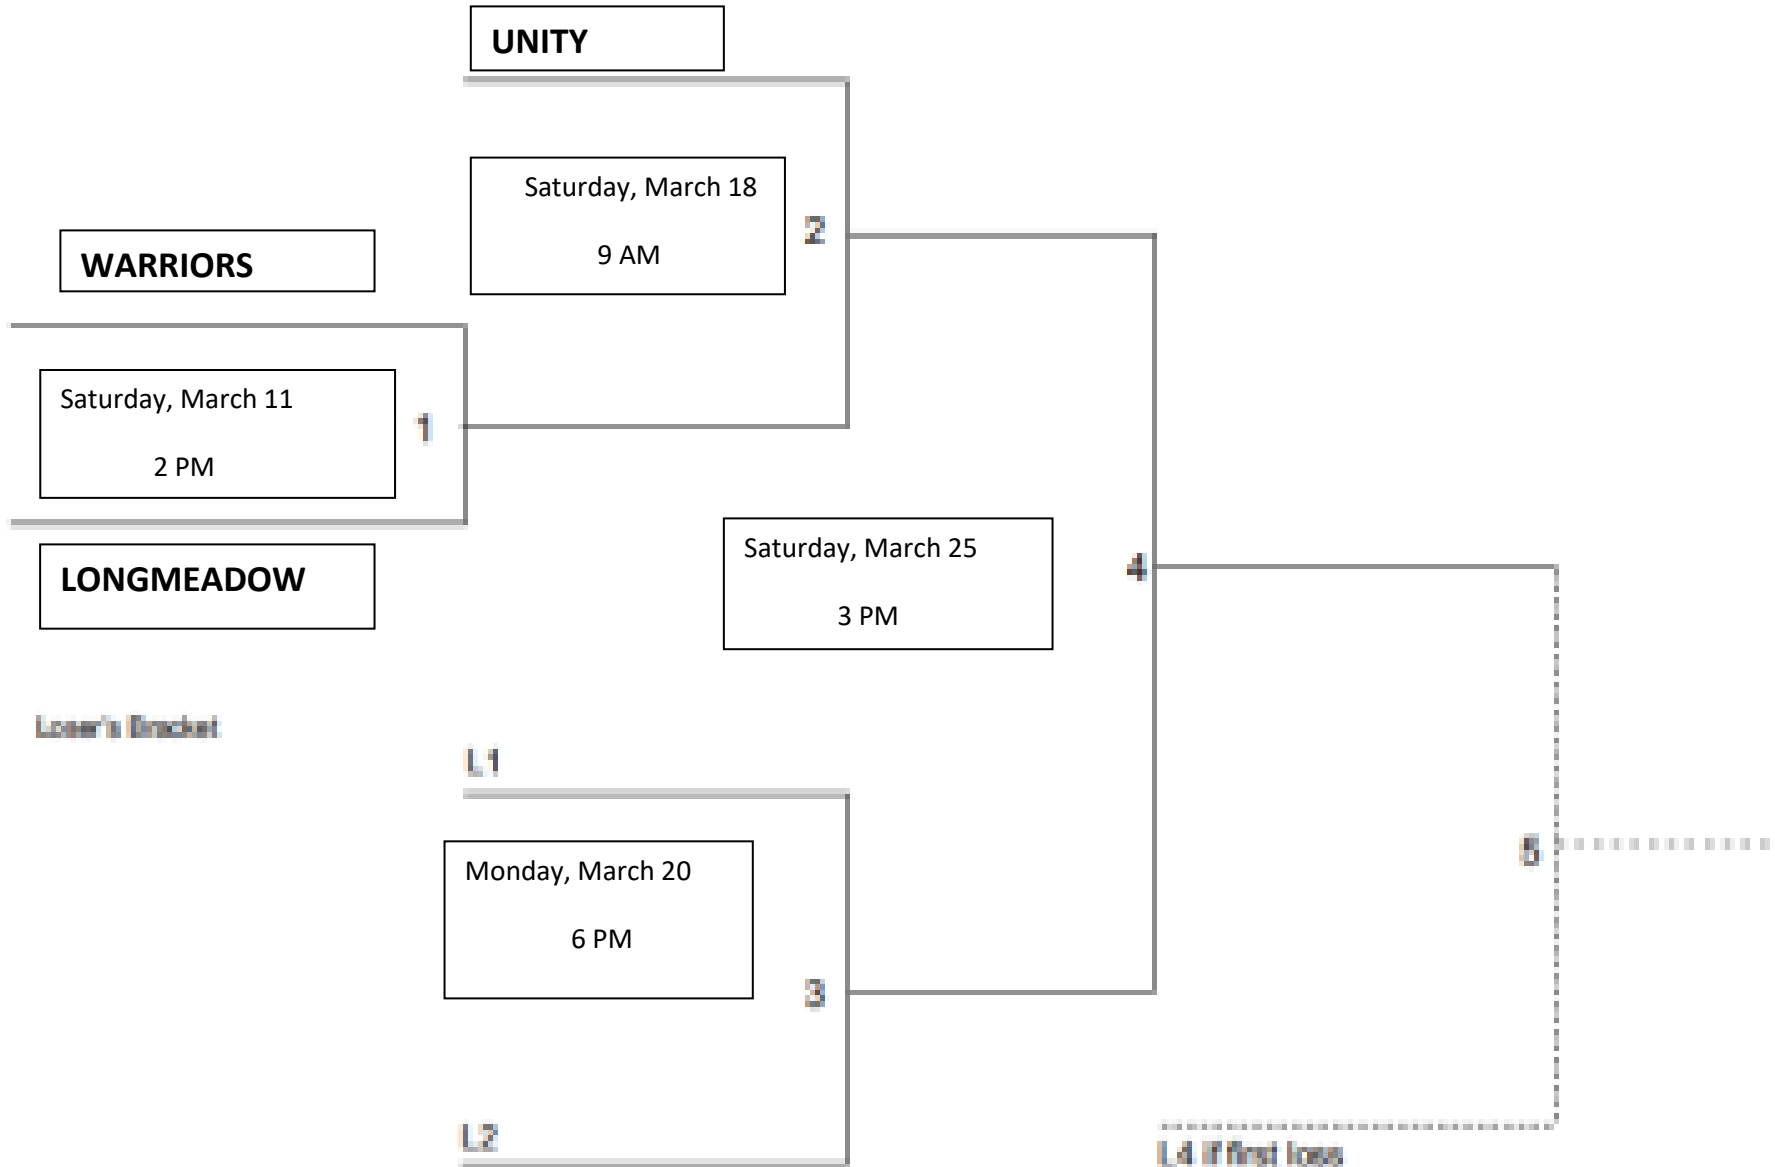 UNITY
Saturday, March 18
9 AM
2
WARRIORS
Saturday, March 11
2 PM
1
LONGMEADOW
Saturday, March 25
3 PM
4
Loser's Bracket
L1
Monday, March 20
6 PM
3
5
L2
L4 if first loss